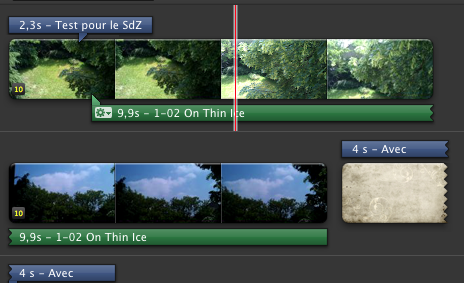 2,3s – Test pour le SdZ
10
9,9s – 1-02 On Thin Ice
4 s – Avec
10
9,9s – 1-02 On Thin Ice
4 s – Avec